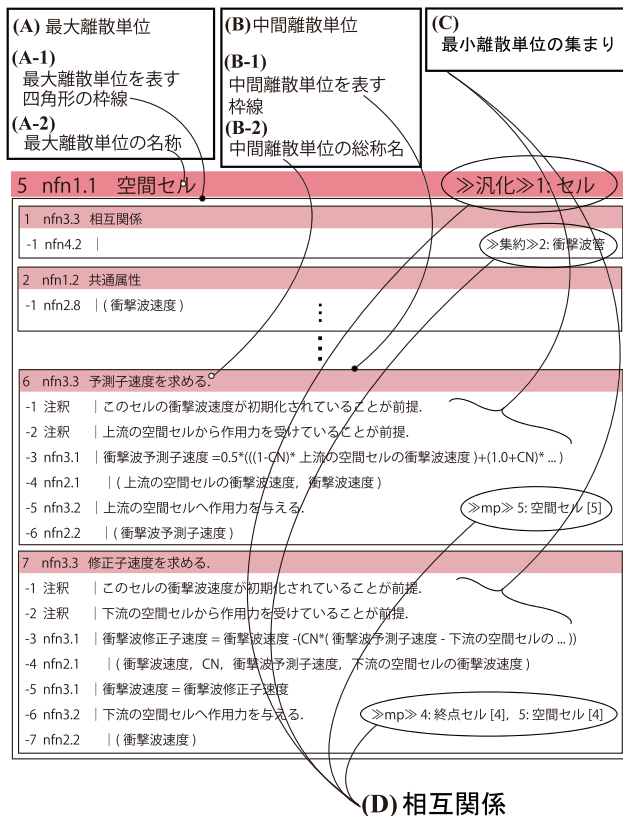 (A) 最大離散単位
(A-1)
最大離散単位を表す
四角形の枠線
(A-2)
最大離散単位の名称
(B) 中間離散単位
(B-1)
中間離散単位を表す
枠線
(B-2)
中間離散単位の総称名
(C)
最小離散単位の集まり
5 nfn1.1 空間セル ≫汎化≫1: セル
1 nfn3.3 相互関係
-1 nfn4.2 | ≫集約≫2: 衝撃波管
2 nfn1.2 共通属性
-1 nfn2.8 | ( 衝撃波速度 )
6 nfn3.3 予測子速度を求める.
-1 注釈 | このセルの衝撃波速度が初期化されていることが前提.
-2 注釈 | 上流の空間セルから作用力を受けていることが前提.
-3 nfn3.1 | 衝撃波予測子速度 =0.5*(((1-CN)* 上流の空間セルの衝撃波速度 )+(1.0+CN)* ... )
-4 nfn2.1 | ( 上流の空間セルの衝撃波速度, 衝撃波速度 )
-5 nfn3.2 | 上流の空間セルへ作用力を与える. ≫mp≫ 5: 空間セル [5]
-6 nfn2.2 | ( 衝撃波予測子速度 )
7 nfn3.3 修正子速度を求める.
-1 注釈 | このセルの衝撃波速度が初期化されていることが前提.
-2 注釈 | 下流の空間セルから作用力を受けていることが前提.
-3 nfn3.1 | 衝撃波修正子速度 = 衝撃波速度 -(CN*( 衝撃波予測子速度 - 下流の空間セルの ... ))
-4 nfn2.1 | ( 衝撃波速度, CN, 衝撃波予測子速度, 下流の空間セルの衝撃波速度 )
-5 nfn3.1 | 衝撃波速度 = 衝撃波修正子速度
-6 nfn3.2 | 下流の空間セルへ作用力を与える. ≫mp≫ 4: 終点セル [4], 5: 空間セル [4]
-7 nfn2.2 | ( 衝撃波速度 )
(D) 相互関係